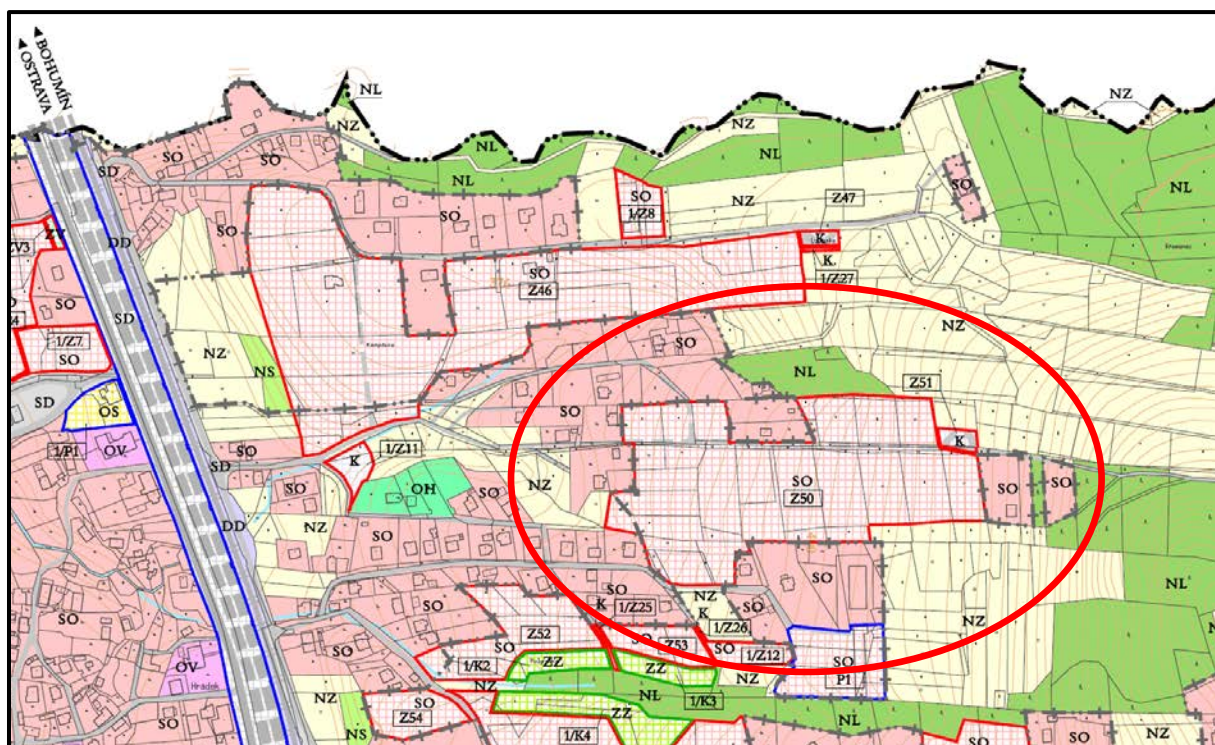 BOHUMÍN
OSTRAVA
NL
NZ
NZ
NL
NZ
NL
NL
SO
SO
SD
SO
1/Z8
NZ
Z47
SO
NL
SO
SO
ZV
DD
K
SO
Z46
K
1/Z27
SO
SD
1/Z7
SO
NZ
NS
NZ
SO
NL
Z51
SD
OS
1/P1
OV
SO
SD
SO
K
1/Z11
K
SO
OH
SO
NZ
SO
Z50
SO
SO
DD
NZ
SO
SO
NL
SO
SO
SO
K
1/Z25
NZ
K
1/Z26
SO
NZ
SO
Z52
SO
Z53
SO
1/Z12
SO
P1
OV
Hrádek
SO
1/K2
ZZ
ZZ
NZ
NZ
NL
1/K3
NZ
SO
Z54
ZZ
NL
SO
NZ
NS
1/K4
SO
SO
SO